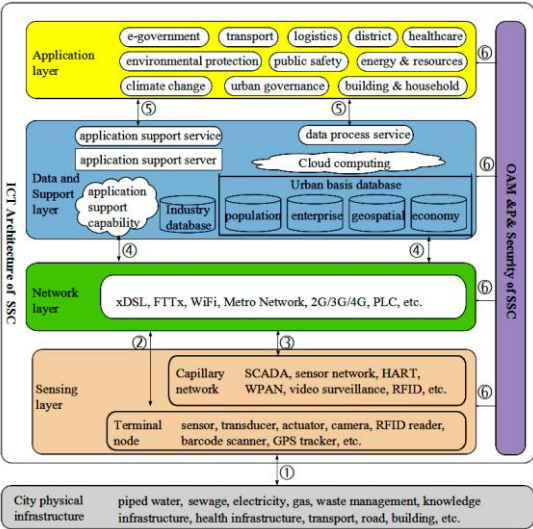 ICT Architecture of SSC
Application
layer
e-government
transport
logistics
district
healthcare
environmental protection
public safety
energy & resources
climate change
urban governance
building & household
⑥
⑤
⑤
Data and
Support
layer
application support service
data process service
application support server
Cloud computing
application
support
capability
Industry
database
Urban basis database
population
enterprise
geospatial
economy
⑥
④
④
Network
layer
xDSL, FTTx, WiFi, Metro Network, 2G/3G/4G, PLC, etc.
⑥
②
③
Sensing
layer
Capillary
network
SCADA, sensor network, HART,
WPAN, video surveillance, RFID, etc.
Terminal
node
sensor, transducer, actuator, camera, RFID reader,
barcode scanner, GPS tracker, etc.
⑥
OAM &P& Security of SSC
①
City physical
infrastructure
piped water, sewage, electricity, gas, waste management, knowledge
infrastructure, health infrastructure, transport, road, building, etc.